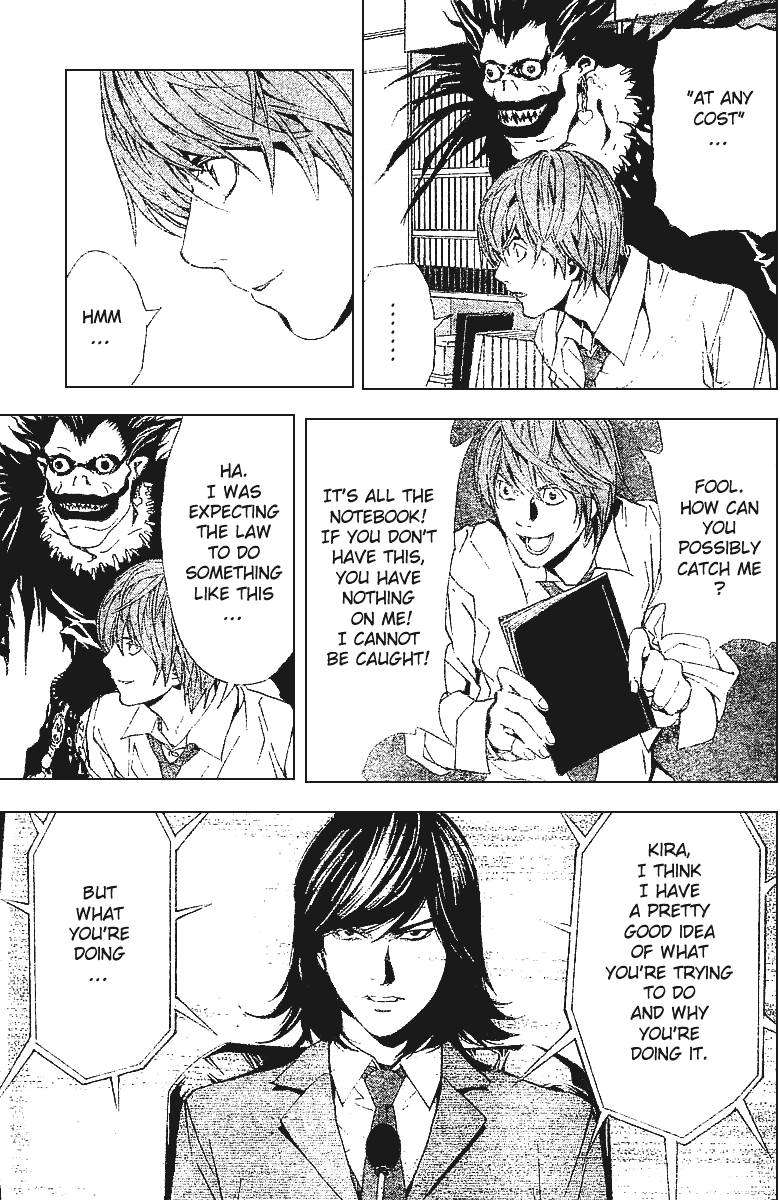 "AT ANY
COST"
...
.......
HMM
...
FOOL.
HOW CAN
YOU
POSSIBLY
CATCH ME
?
IT'S ALL THE
NOTEBOOK!
IF YOU DON'T
HAVE THIS,
YOU HAVE
NOTHING
ON ME!
I CANNOT
BE CAUGHT!
HA.
I WAS
EXPECTING
THE LAW
TO DO
SOMETHING
LIKE THIS
...
KIRA,
I THINK
I HAVE
A PRETTY
GOOD IDEA
OF WHAT
YOU'RE TRYING
TO DO
AND WHY
YOU'RE
DOING IT.
BUT
WHAT
YOU'RE
DOING
...